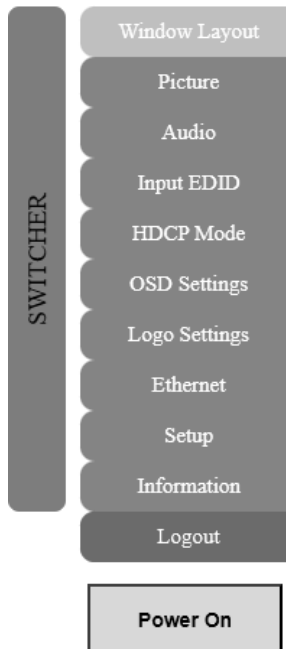 SWITCHER
Window Layout
Picture
Audio
Input EDID
HDCP Mode
OSD Settings
Logo Settings
Ethernet
Setup
Information
Logout
Power On